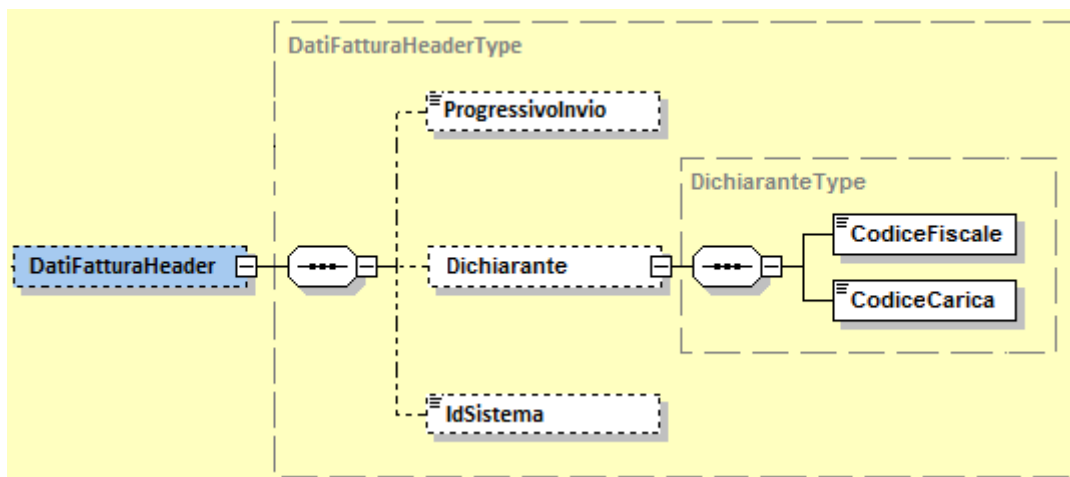 DatiFatturaHeaderType
ProgressivoInvio
DichiaranteType
CodiceFiscale
DatiFatturaHeader
Dichiarante
CodiceCarica
IdSistema